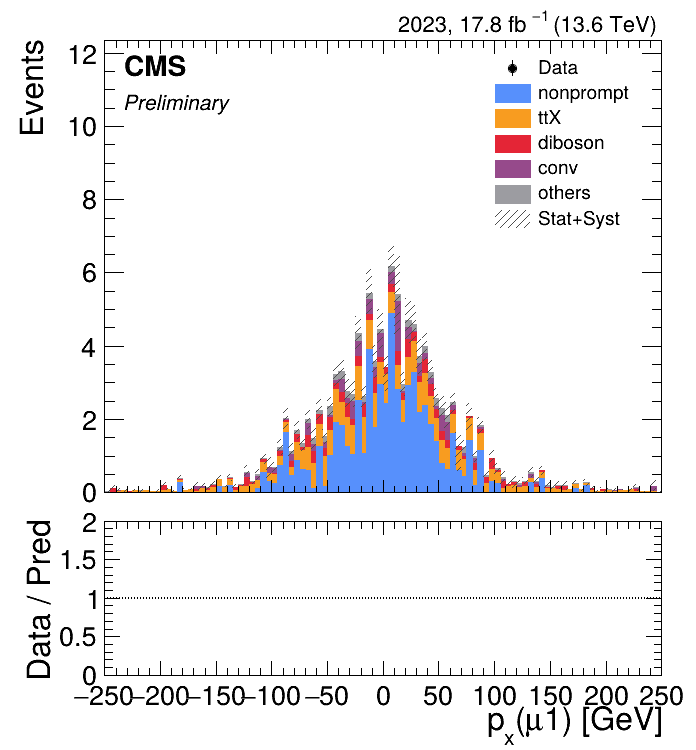 2023, 17.8 fb⁻¹ (13.6 TeV)
CMS
Preliminary
Events
12
10
8
6
4
2
0
Data
nonprompt
ttX
diboson
conv
others
Stat+Syst
Data / Pred
2
1.5
1
0.5
0
−250 −200 −150 −100 −50 0 50 100 150 200 250
pₓ(μ1) [GeV]